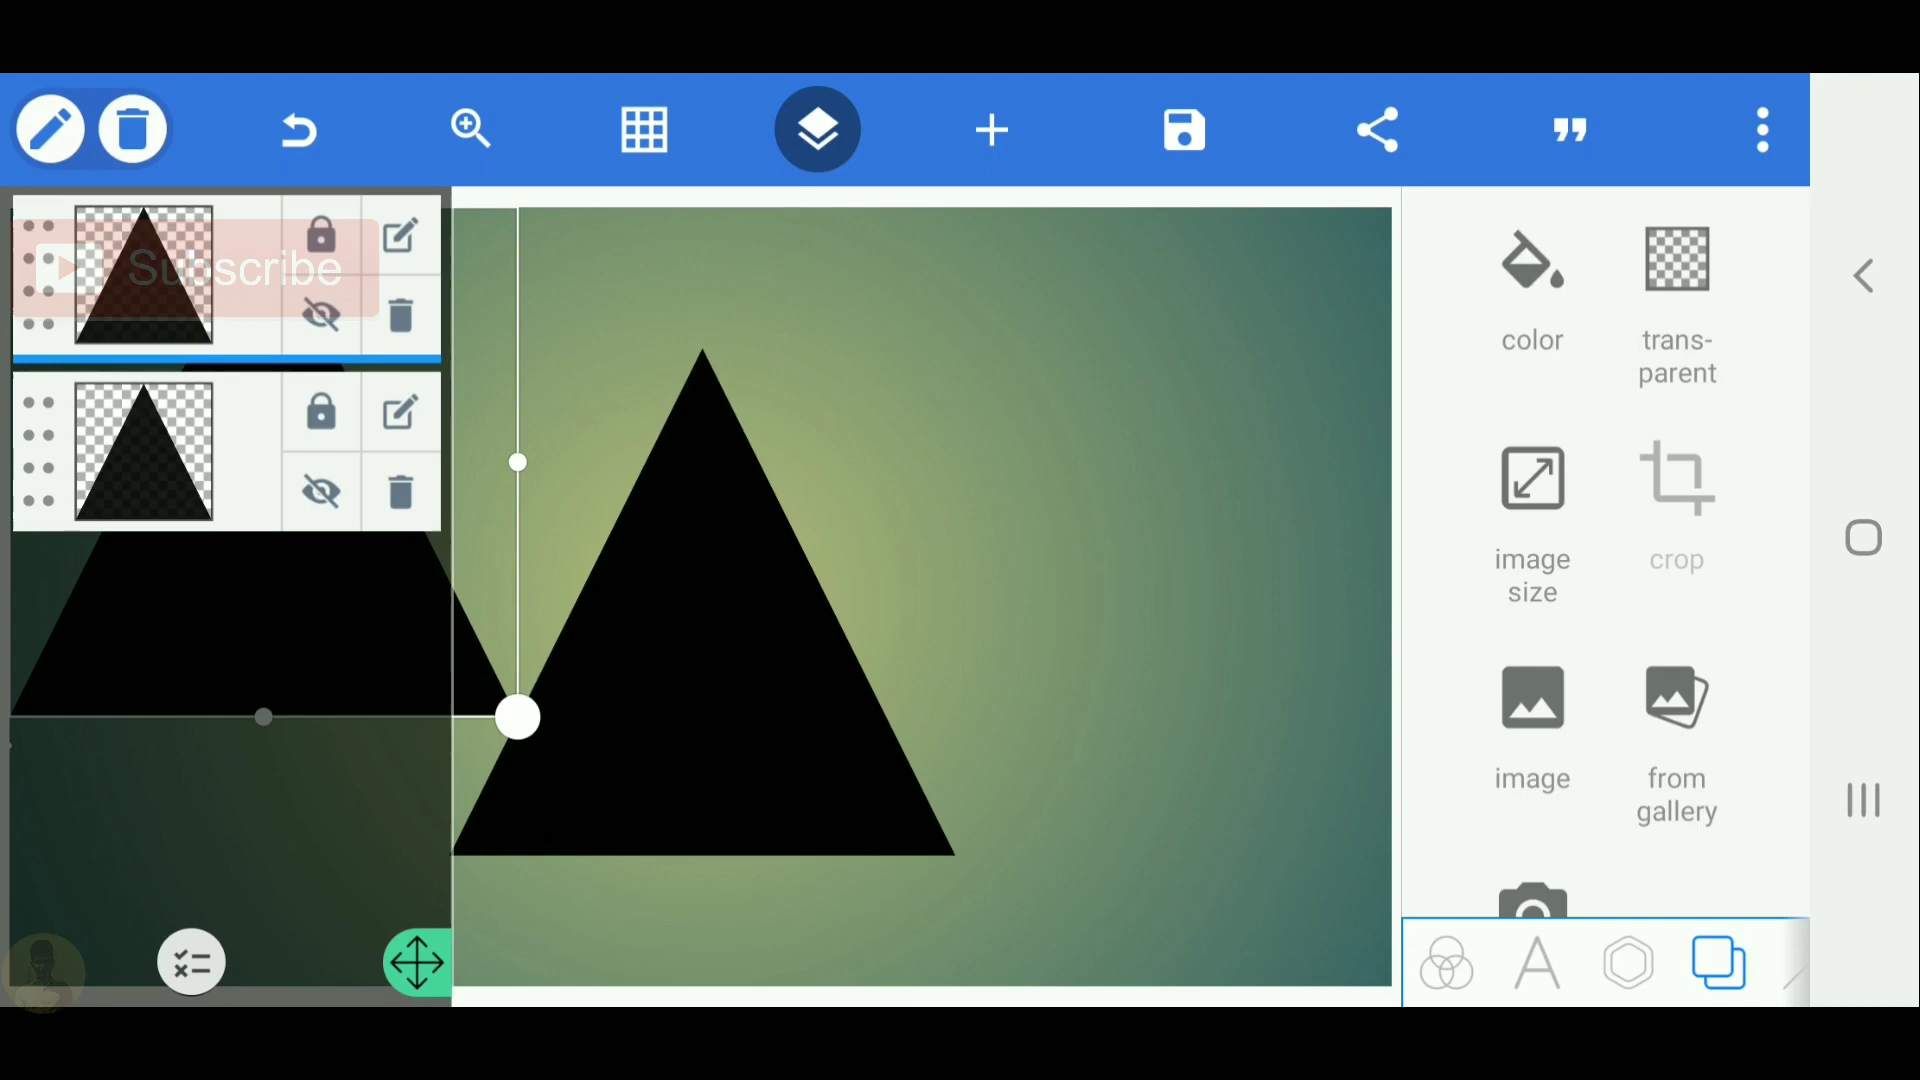 Subscribe
color
trans-
parent
image
size
crop
image
from
gallery